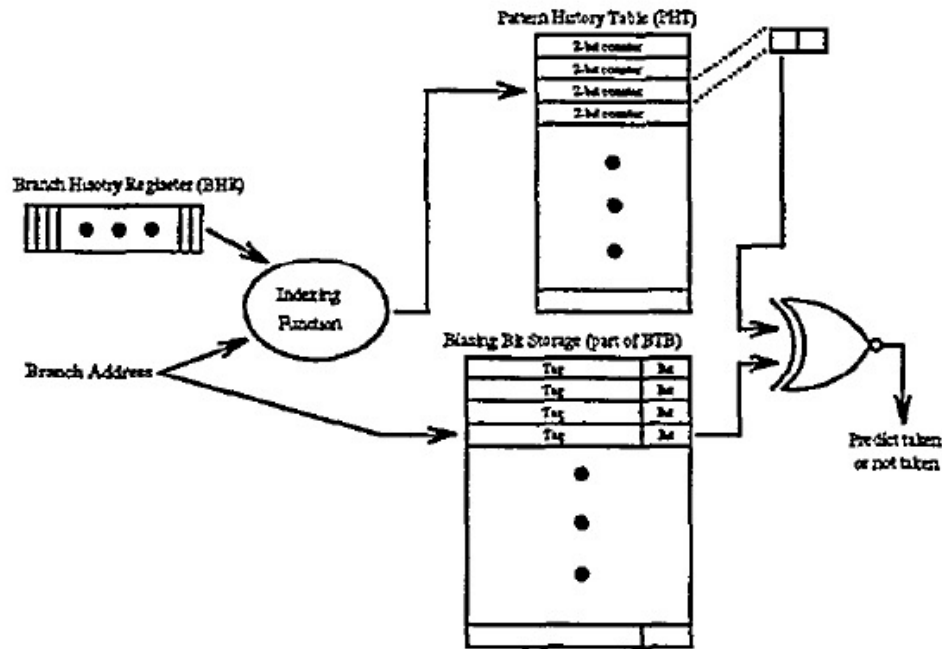 Pattern History Table (PHT)
2-bit counter
2-bit counter
2-bit counter
2-bit counter
Branch Hisotry Regiseter (BHR)
Indexing
Function
Biasing Bit Storage (part of BTB)
Branch Address
Tag Bit
Tag Bit
Tag Bit
Tag Bit
Predict taken
or not taken